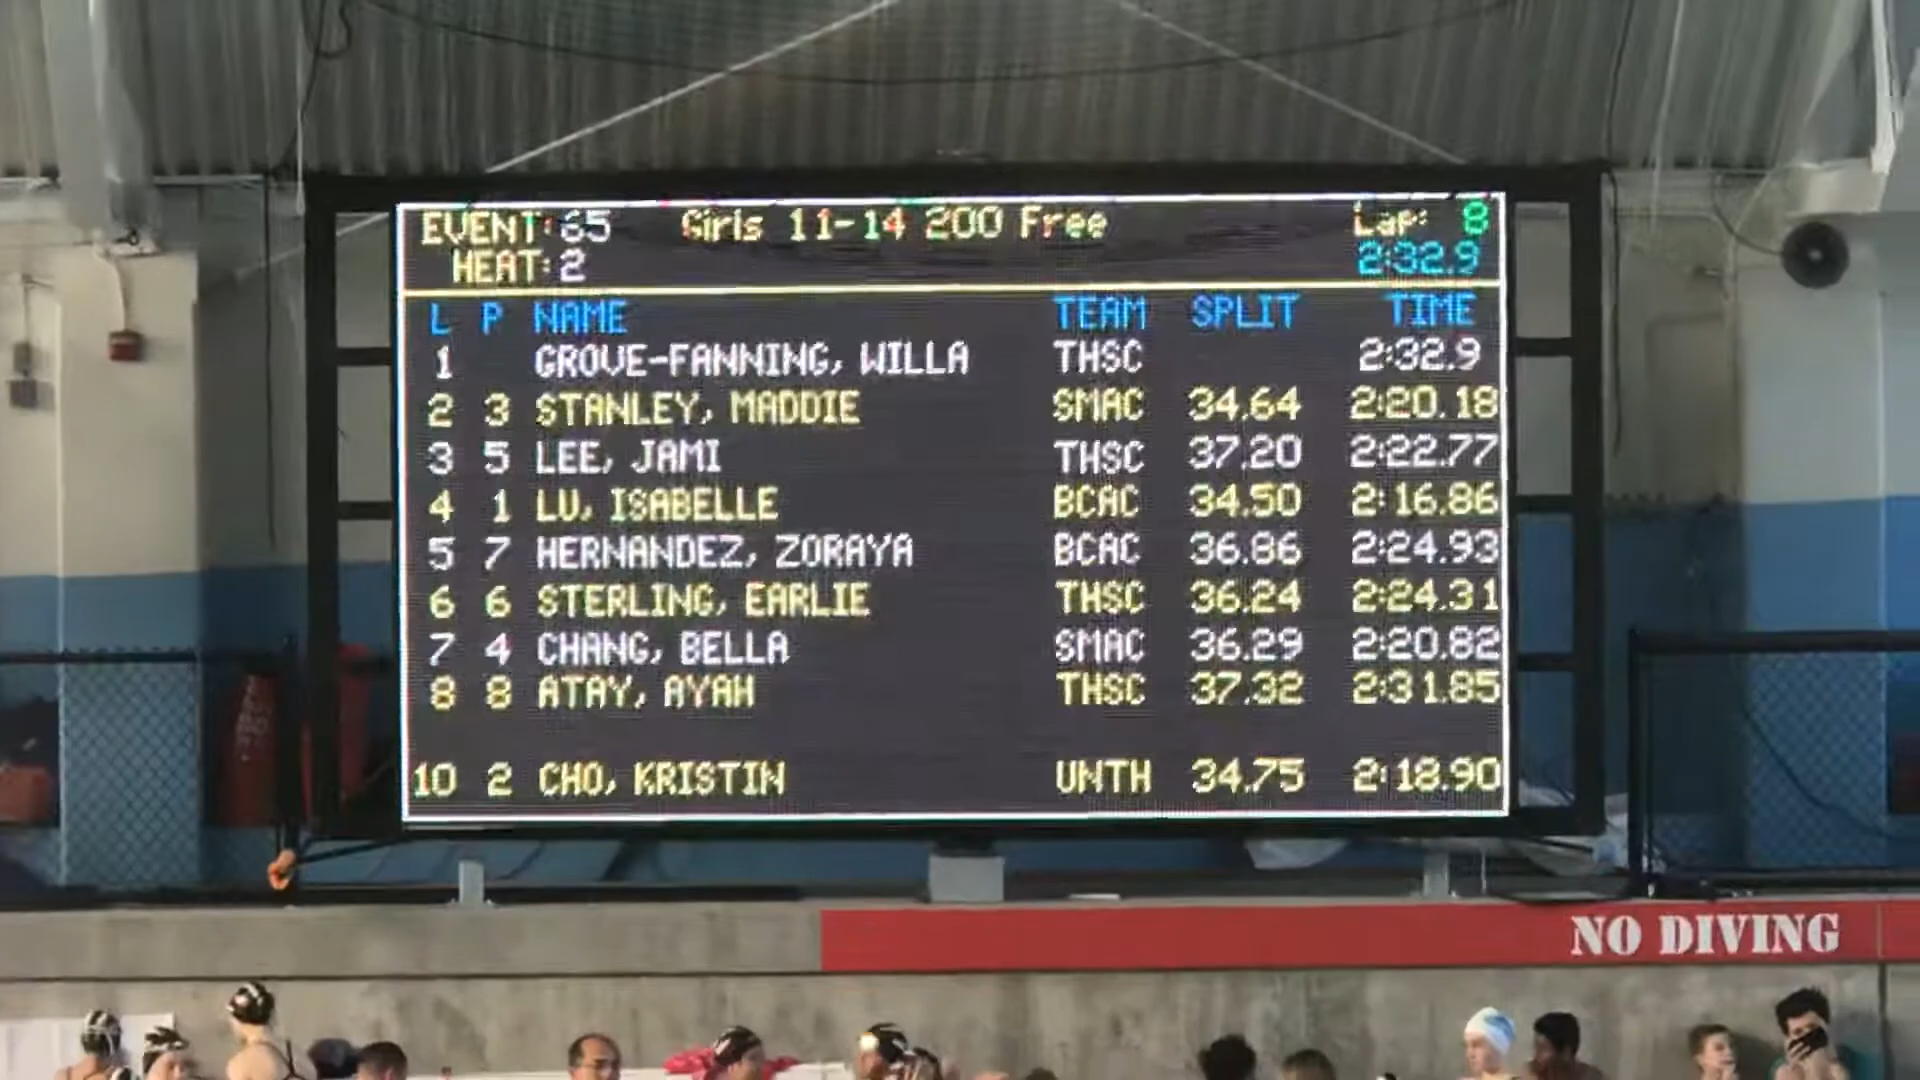 EVENT: 65 Girls 11-14 200 Free Lap: 8
HEAT: 2 2:32.9
L P NAME TEAM SPLIT TIME
1 GROVE-FANNING, WILLA THSC 2:32.9
2 3 STANLEY, MADDIE SMAC 34.64 2:20.18
3 5 LEE, JAMI THSC 37.20 2:22.77
4 1 LV, ISABELLE BCAC 34.50 2:16.86
5 7 HERNANDEZ, ZORAYA BCAC 36.86 2:24.93
6 6 STERLING, EARLIE THSC 36.24 2:24.31
7 4 CHANG, BELLA SMAC 36.29 2:20.82
8 8 ATAY, AYAH THSC 37.32 2:31.85
10 2 CHO, KRISTIN UNTH 34.75 2:18.90
NO DIVING